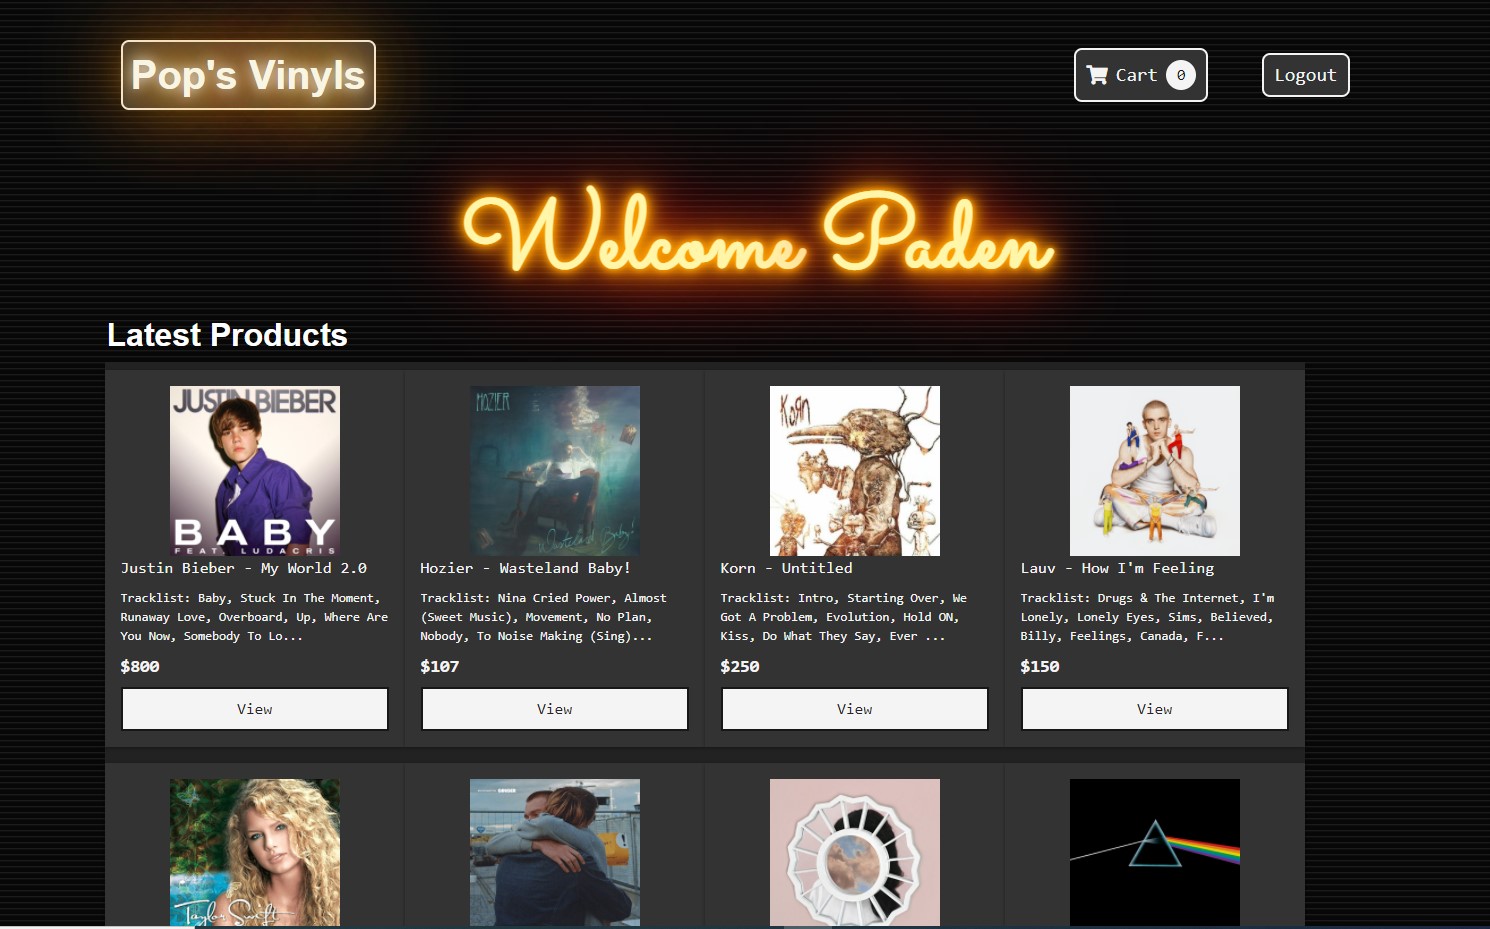 Pop's Vinyls
Cart 0
Logout
Welcome Paden
Latest Products
JUSTIN BIEBER
BABY
FEAT. LUDACRIS
Justin Bieber - My World 2.0
Tracklist: Baby, Stuck In The Moment,
Runaway Love, Overboard, Up, Where Are
You Now, Somebody To Lo...
$800
View
HOZIER
Wasteland, Baby!
Hozier - Wasteland Baby!
Tracklist: Nina Cried Power, Almost
(Sweet Music), Movement, No Plan,
Nobody, To Noise Making (Sing)...
$107
View
KoRn
Korn - Untitled
Tracklist: Intro, Starting Over, We
Got A Problem, Evolution, Hold ON,
Kiss, Do What They Say, Ever ...
$250
View
Lauv - How I'm Feeling
Tracklist: Drugs & The Internet, I'm
Lonely, Lonely Eyes, Sims, Believed,
Billy, Feelings, Canada, F...
$150
View
Taylor Swift